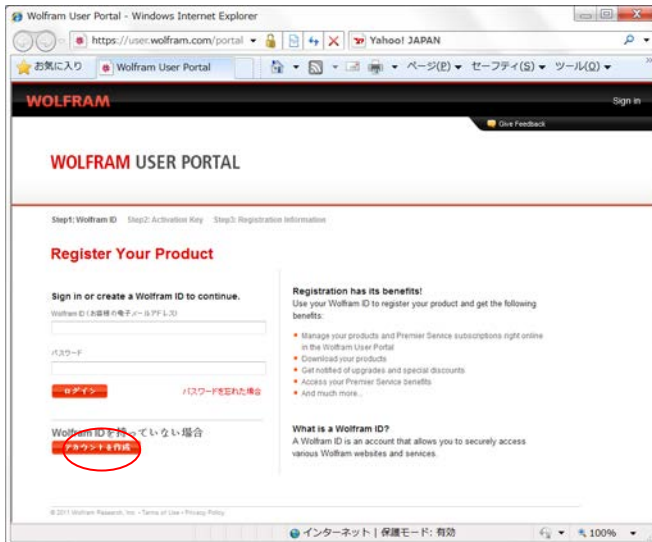 Wolfram User Portal - Windows Internet Explorer
https://user.wolfram.com/portal
Yahoo! JAPAN
お気に入り
Wolfram User Portal
ページ(P) セーフティ(S) ツール(O)
WOLFRAM
Sign in
Give Feedback
WOLFRAM USER PORTAL
Step1: Wolfram ID Step2: Activation Key Step3: Registration Information
Register Your Product
Sign in or create a Wolfram ID to continue.
Wolfram ID (お客様の電子メールアドレス)
パスワード
ログイン
パスワードを忘れた場合
Wolfram IDを持っていない場合
アカウントを作成
Registration has its benefits!
Use your Wolfram ID to register your product and get the following
benefits:
Manage your products and Premier Service subscriptions right online
in the Wolfram User Portal
Download your products
Get notified of upgrades and special discounts
Access your Premier Service benefits
And much more..
What is a Wolfram ID?
A Wolfram ID is an account that allows you to securely access
various Wolfram websites and services.
© 2011 Wolfram Research, Inc. • Terms of Use • Privacy Policy
インターネット | 保護モード: 有効
100%